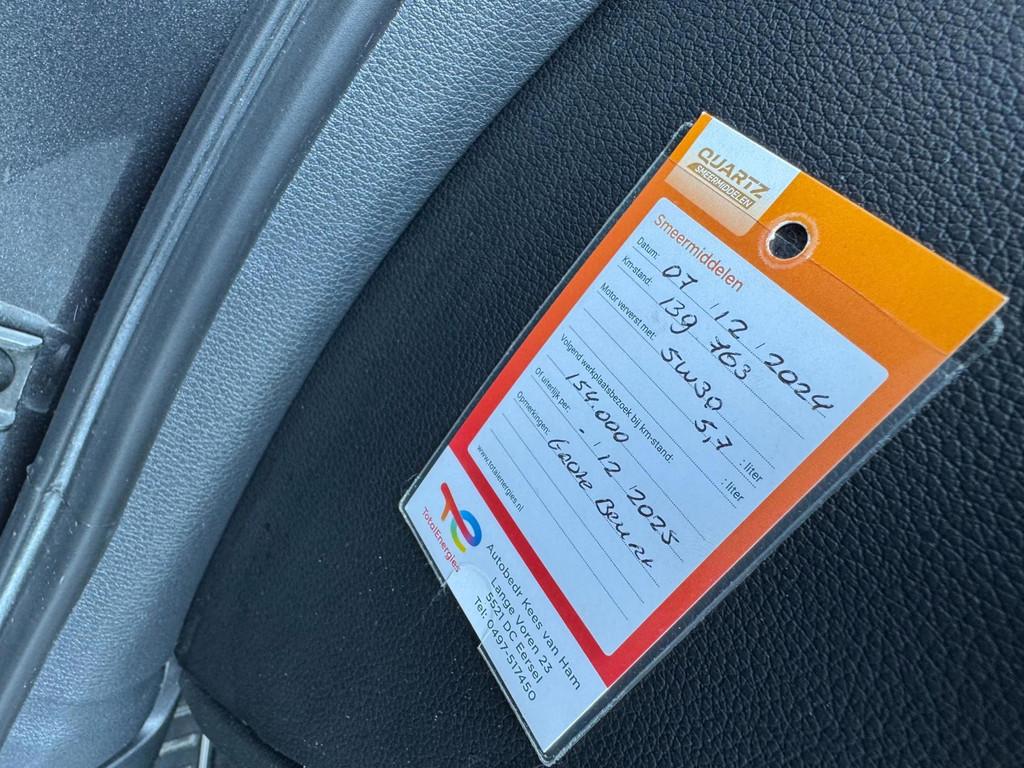 QUARTZ
SMEERMIDDELEN
Smeermiddelen
Datum: 07 / 12 / 2024
Km-stand: 139 763
Motor ververst met: 5W30 5,7 : liter
: liter
Volgend werkplaatsbezoek bij km-stand:
154.000
Of uiterlijk per: - 12 2025
Opmerkingen: Grote Beurt
www.totalenergies.nl
TotalEnergies
Autobedr Kees van Ham
Lange Voren 23
5521 DC Eersel
Tel: 0497-517450